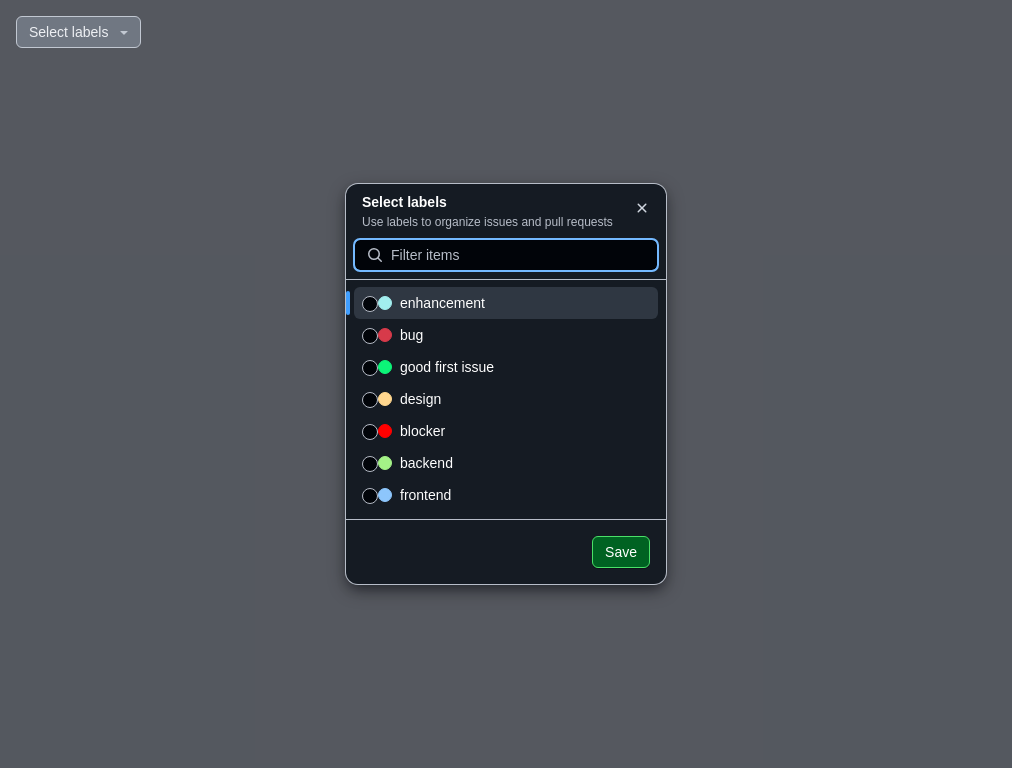 Select labels
Select labels
Use labels to organize issues and pull requests
Filter items
enhancement
bug
good first issue
design
blocker
backend
frontend
Save